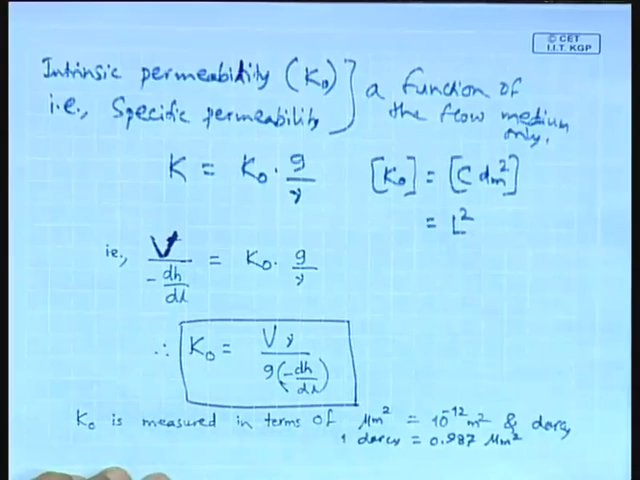 © CET
I.I.T. KGP
Intrinsic permeability (K₀) } a function of
i.e., Specific permeability the flow medium only.
K = K₀ · g/ν [K₀] = [C dm²]
= L²
ie., V/(-dh/dl) = K₀ · g/ν
∴ K₀ = V ν / g(-dh/dl)
K₀ is measured in terms of μm² = 10⁻¹² m² & darcy
1 darcy = 0.987 μm²